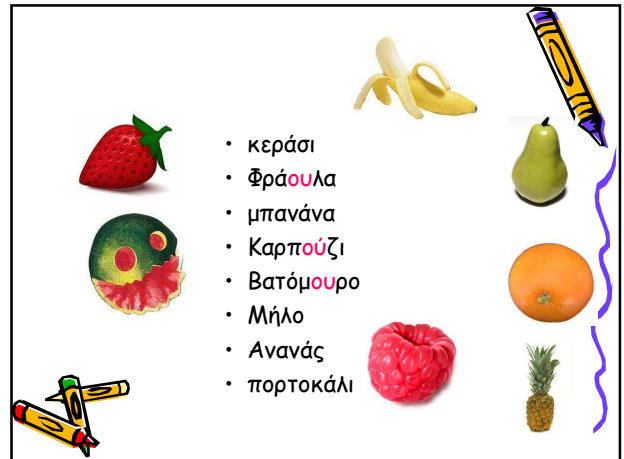 • κεράσι
• Φράουλα
• μπανάνα
• Καρπούζι
• Βατόμουρο
• Μήλο
• Ανανάς
• πορτοκάλι